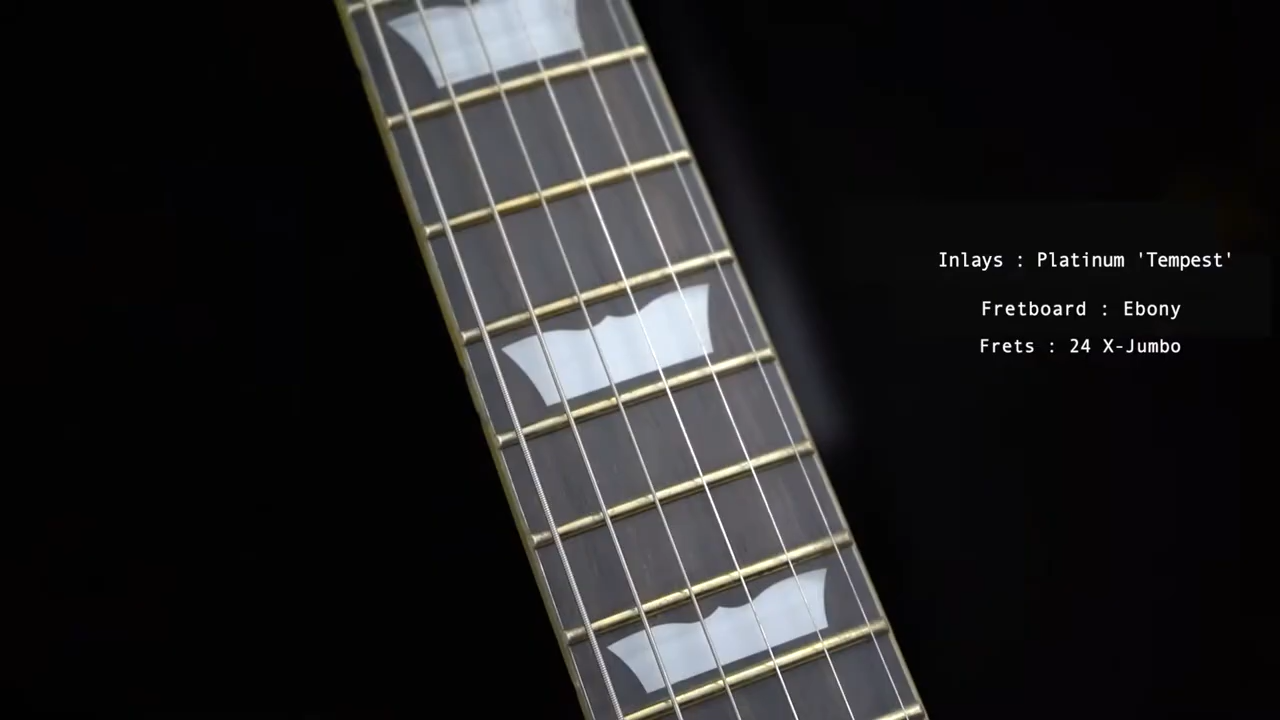 Inlays : Platinum 'Tempest'
Fretboard : Ebony
Frets : 24 X-Jumbo